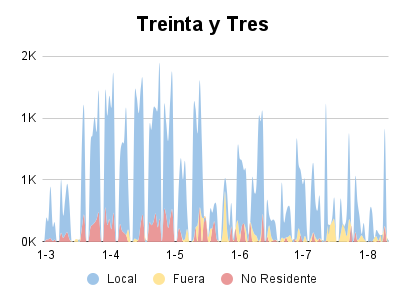 Treinta y Tres
2K
1K
1K
0K
1-3 1-4 1-5 1-6 1-7 1-8
Local Fuera No Residente